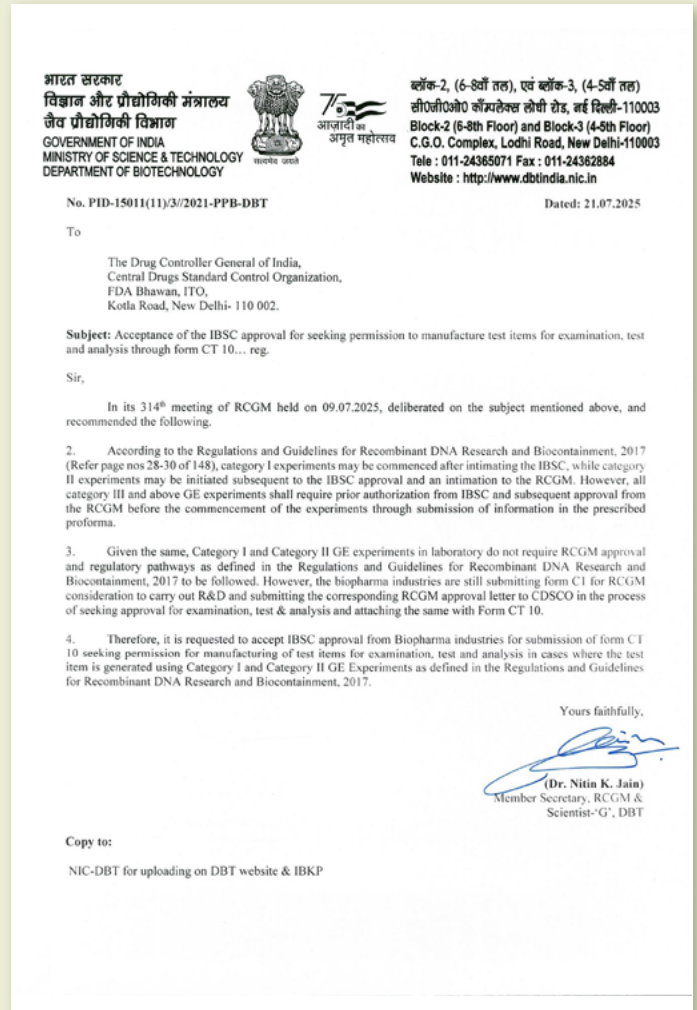 भारत सरकार
विज्ञान और प्रौद्योगिकी मंत्रालय
जैव प्रौद्योगिकी विभाग
GOVERNMENT OF INDIA
MINISTRY OF SCIENCE & TECHNOLOGY
DEPARTMENT OF BIOTECHNOLOGY
सत्यमेव जयते
75
आज़ादी का
अमृत महोत्सव
ब्लॉक-2, (6-8वाँ तल), एवं ब्लॉक-3, (4-5वाँ तल)
सी0जी0ओ0 कॉम्पलेक्स लोधी रोड, नई दिल्ली-110003
Block-2 (6-8th Floor) and Block-3 (4-5th Floor)
C.G.O. Complex, Lodhi Road, New Delhi-110003
Tele : 011-24365071 Fax : 011-24362884
Website : http://www.dbtindia.nic.in
No. PID-15011(11)/3//2021-PPB-DBT
Dated: 21.07.2025
To
The Drug Controller General of India,
Central Drugs Standard Control Organization,
FDA Bhawan, ITO,
Kotla Road, New Delhi- 110 002.
Subject: Acceptance of the IBSC approval for seeking permission to manufacture test items for examination, test
and analysis through form CT 10... reg.
Sir,
In its 314th meeting of RCGM held on 09.07.2025, deliberated on the subject mentioned above, and
recommended the following.
2. According to the Regulations and Guidelines for Recombinant DNA Research and Biocontainment, 2017
(Refer page nos 28-30 of 148), category I experiments may be commenced after intimating the IBSC, while category
II experiments may be initiated subsequent to the IBSC approval and an intimation to the RCGM. However, all
category III and above GE experiments shall require prior authorization from IBSC and subsequent approval from
the RCGM before the commencement of the experiments through submission of information in the prescribed
proforma.
3. Given the same, Category I and Category II GE experiments in laboratory do not require RCGM approval
and regulatory pathways as defined in the Regulations and Guidelines for Recombinant DNA Research and
Biocontainment, 2017 to be followed. However, the biopharma industries are still submitting form C1 for RCGM
consideration to carry out R&D and submitting the corresponding RCGM approval letter to CDSCO in the process
of seeking approval for examination, test & analysis and attaching the same with Form CT 10.
4. Therefore, it is requested to accept IBSC approval from Biopharma industries for submission of form CT
10 seeking permission for manufacturing of test items for examination, test and analysis in cases where the test
item is generated using Category I and Category II GE Experiments as defined in the Regulations and Guidelines
for Recombinant DNA Research and Biocontainment, 2017.
Yours faithfully,
(Dr. Nitin K. Jain)
Member Secretary, RCGM &
Scientist-'G', DBT
Copy to:
NIC-DBT for uploading on DBT website & IBKP